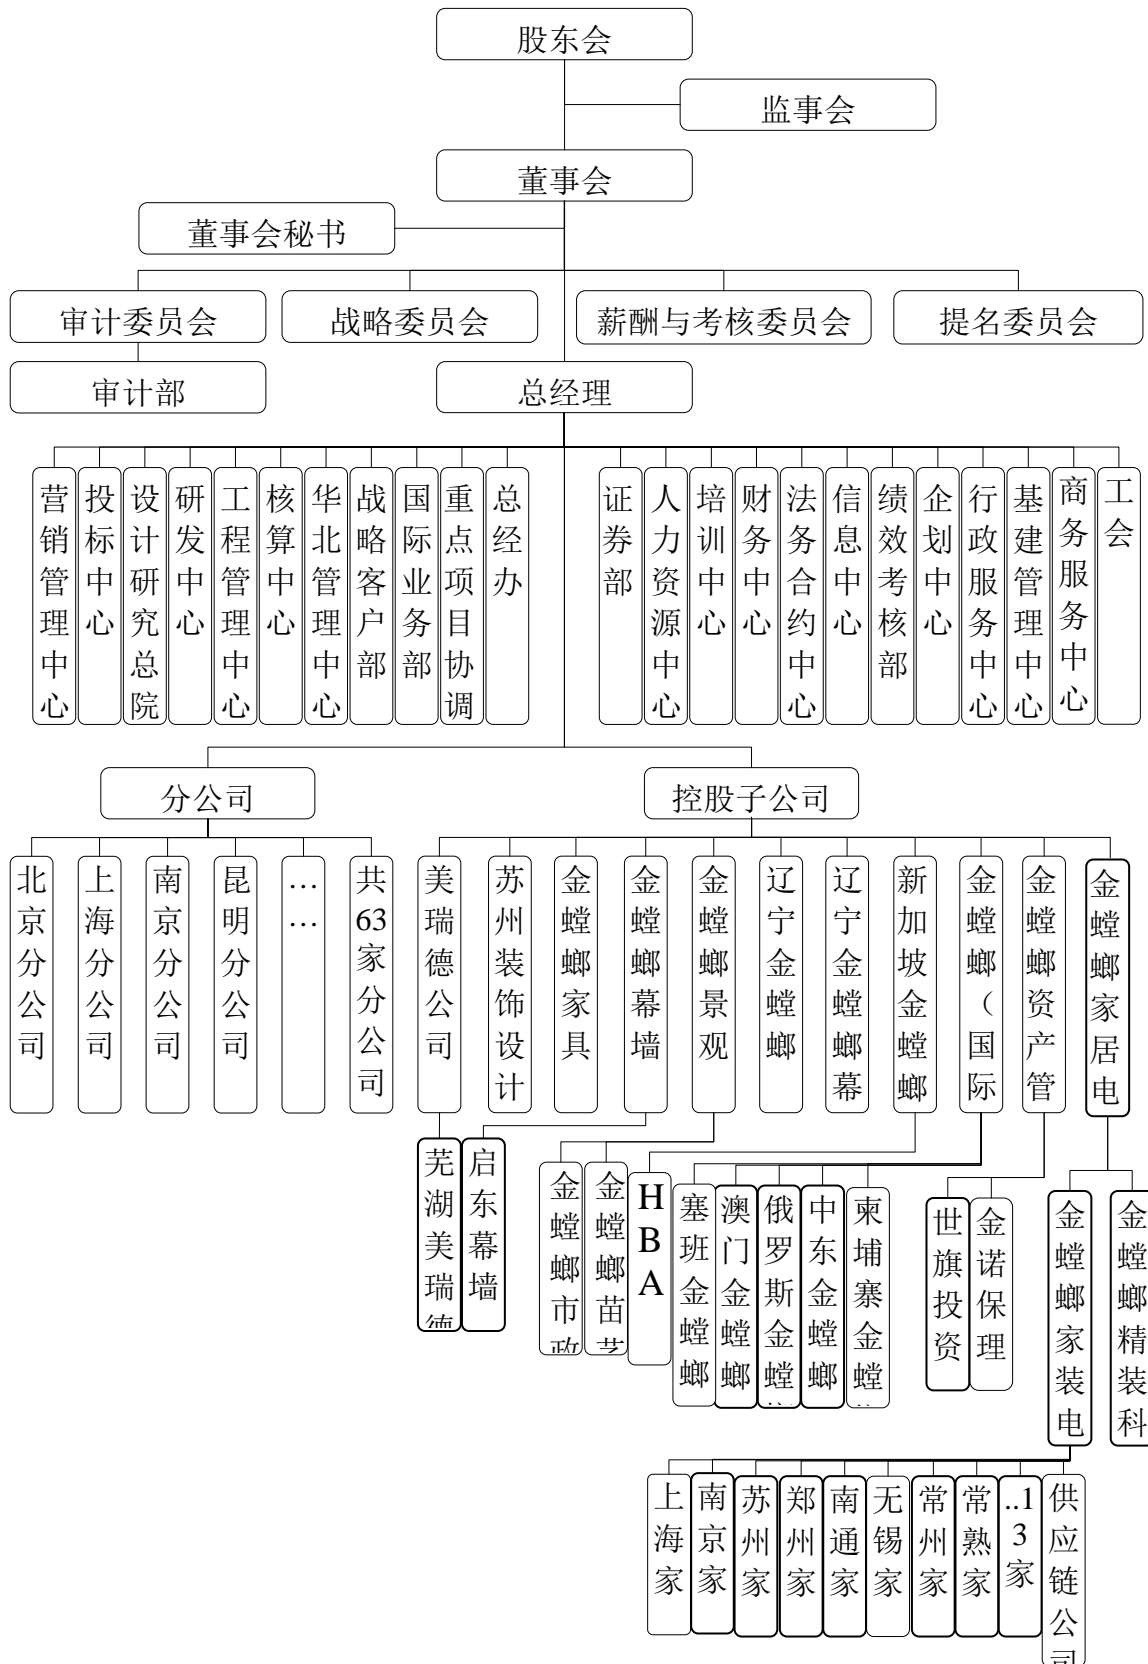 股东会
监事会
董事会
董事会秘书
审计委员会
战略委员会
薪酬与考核委员会
提名委员会
审计部
总经理
营销管理中心
投标中心
设计研究总院
研发中心
工程管理中心
核算中心
华北管理中心
战略客户部
国际业务部
重点项目协调
总经办
证券部
人力资源中心
培训中心
财务中心
法务合约中心
信息中心
绩效考核部
企划中心
行政服务中心
基建管理中心
商务服务中心
工会
分公司
控股子公司
北京分公司
上海分公司
南京分公司
昆明分公司
……
共63家分公司
美瑞德公司
苏州装饰设计
金螳螂家具
金螳螂幕墙
金螳螂景观
辽宁金螳螂
辽宁金螳螂幕
新加坡金螳螂
金螳螂（国际
金螳螂资产管
金螳螂家居电
芜湖美瑞德
启东幕墙
金螳螂市政
金螳螂苗艺
HBA
塞班金螳螂
澳门金螳螂
俄罗斯金螳
中东金螳螂
柬埔寨金螳
世旗投资
金诺保理
金螳螂家装电
金螳螂精装科
上海家
南京家
苏州家
郑州家
南通家
无锡家
常州家
常熟家
..13家
供应链公司